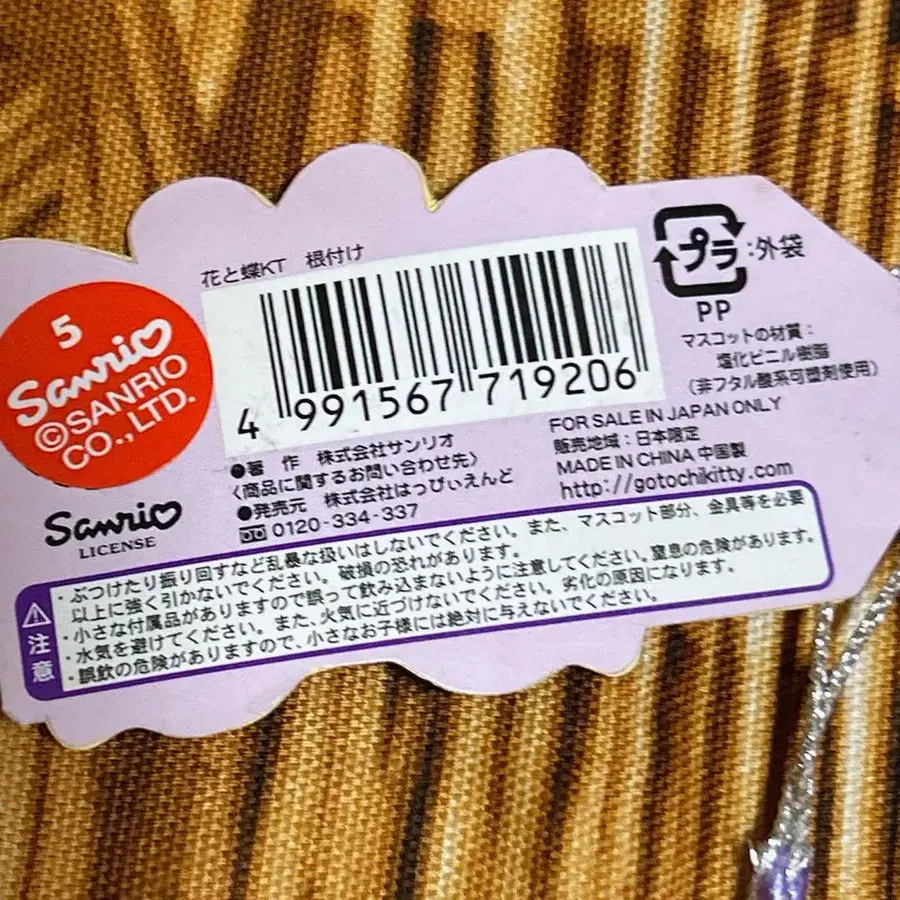 花と蝶KT 根付け
5
Sanrio
©SANRIO
CO., LTD.
Sanrio
LICENSE
4 991567 719206
プラ :外袋
PP
マスコットの材質:
塩化ビニル樹脂
(非フタル酸系可塑剤使用)
●著 作 株式会社サンリオ
〈商品に関するお問い合わせ先〉
●発売元 株式会社はっぴぃえんど
0120-334-337
FOR SALE IN JAPAN ONLY
販売地域:日本限定
MADE IN CHINA 中国製
http://gotochikitty.com
注意
・ぶつけたり振り回すなど乱暴な扱いはしないでください。また、マスコット部分、金具等を必要
以上に強く引かないでください。破損の恐れがあります。
・小さな付属品がありますので誤って飲み込まないように注意してください。窒息の危険があります。
・水気を避けてください。また、火気に近づけないでください。劣化の原因になります。
・誤飲の危険がありますので、小さなお子様には絶対に与えないでください。